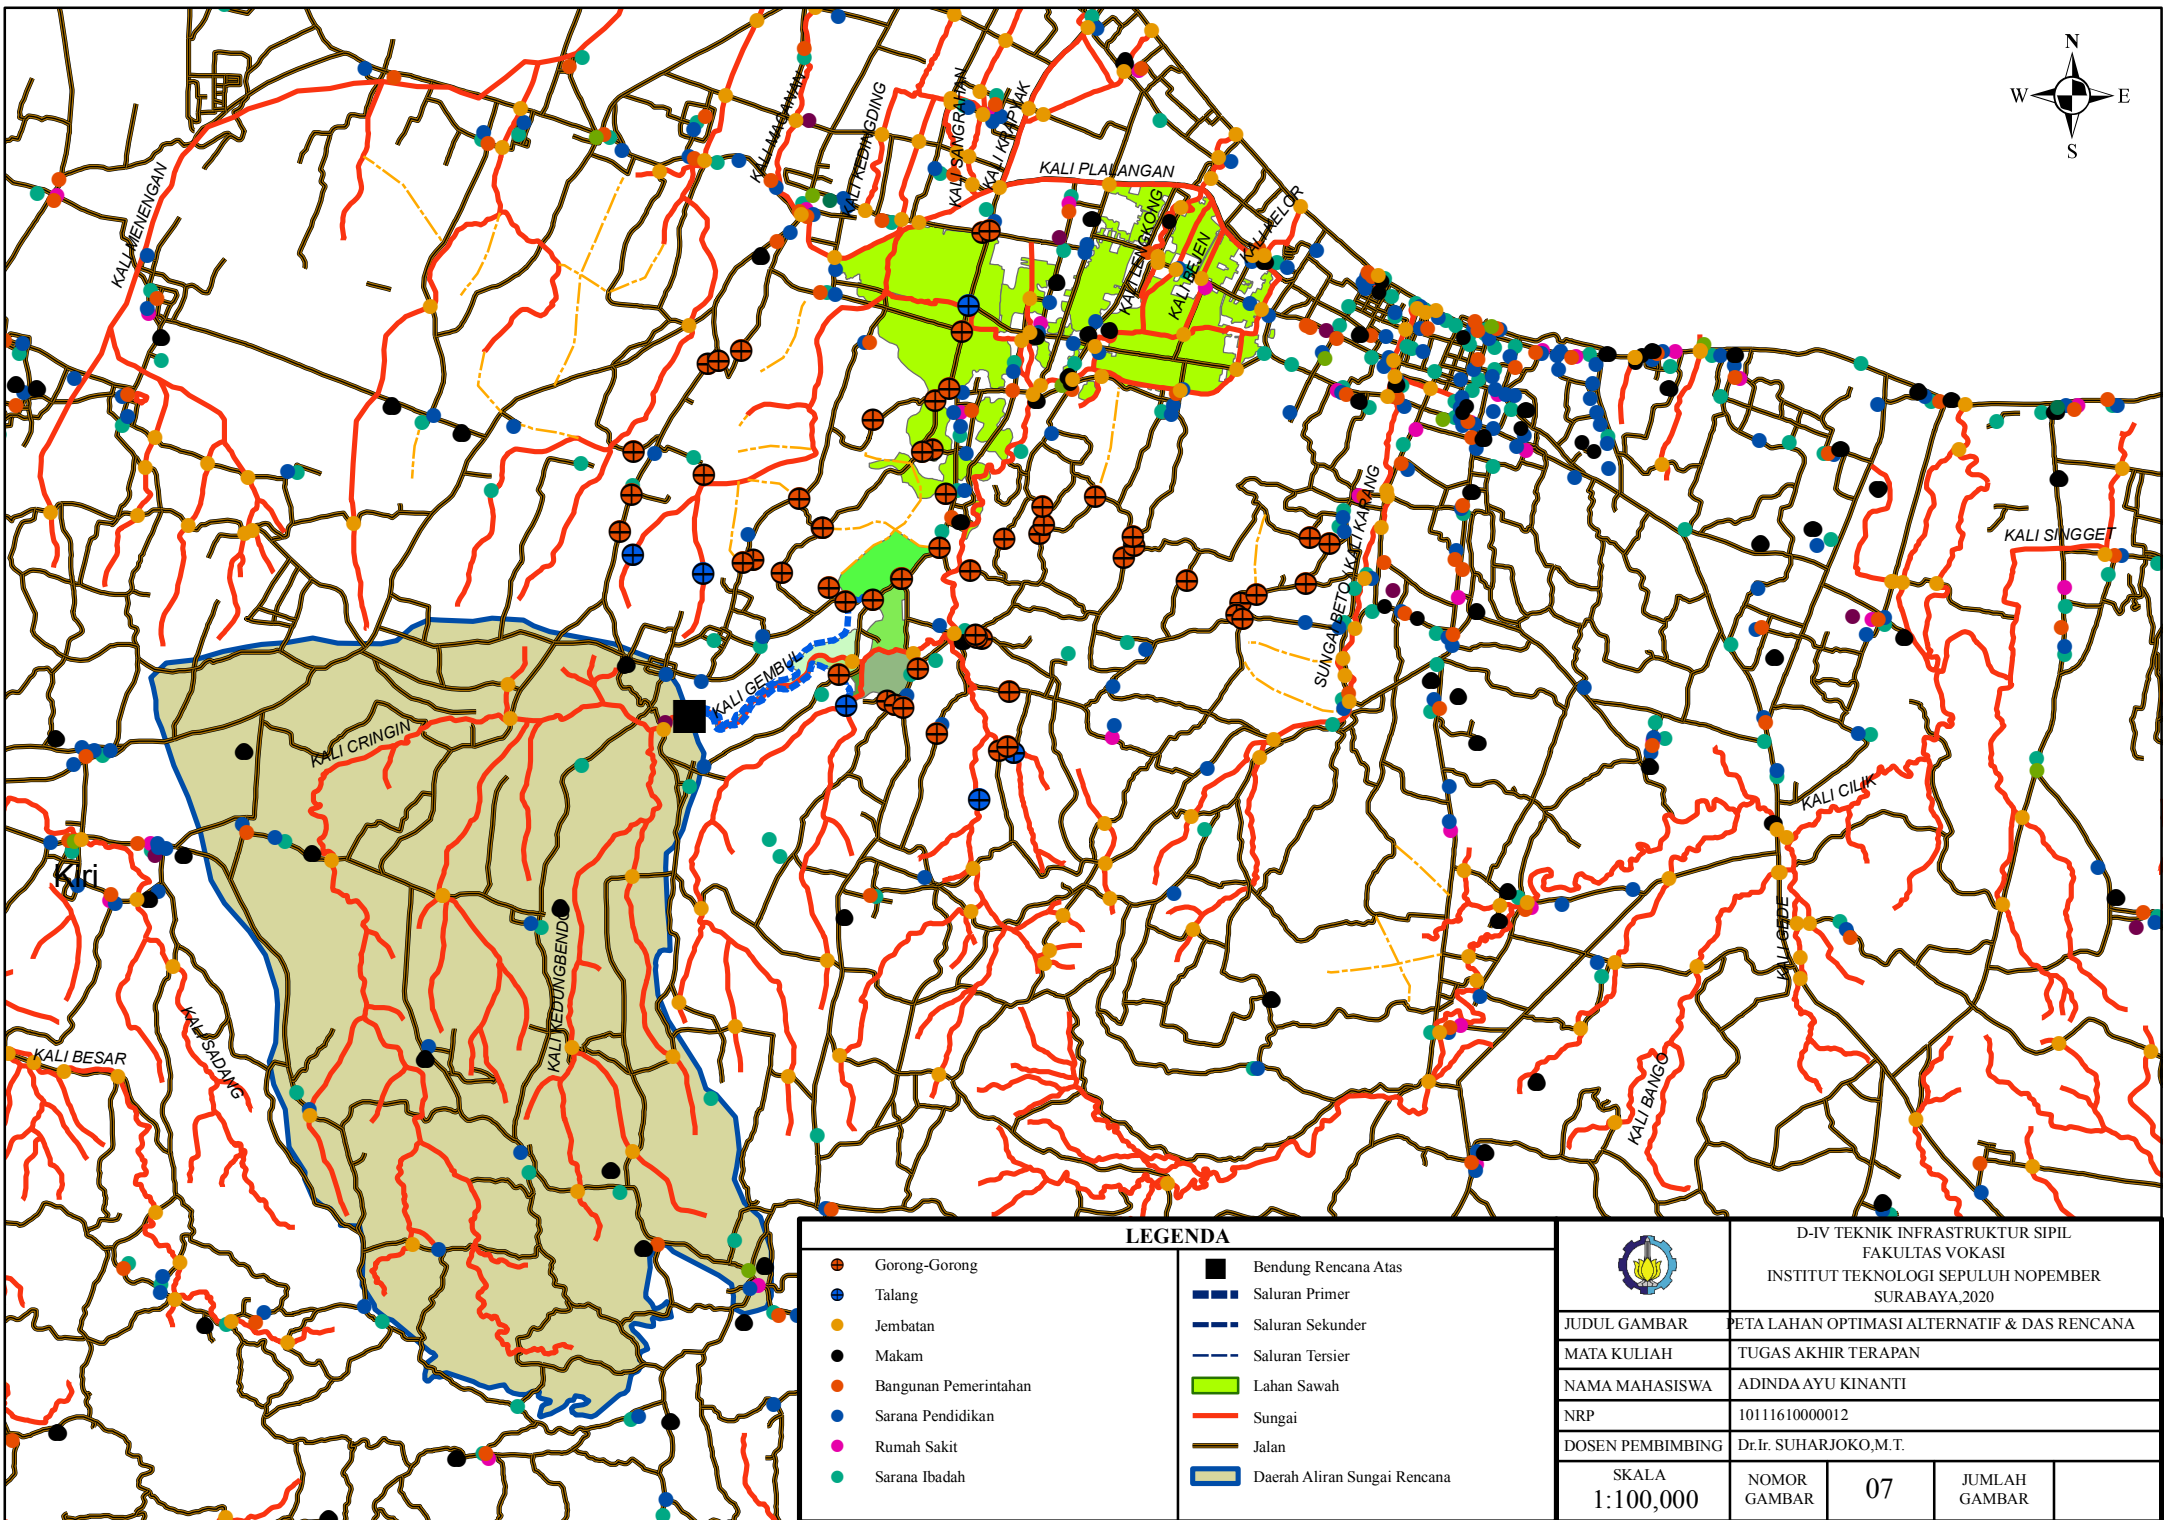 N
W
E
S
KALI MENENGAN
KALI MAGANAN
KALI KEDINGDING
KALI SANGRAHAN
KALI KRAPYAK
KALI PLALANGAN
KALI LENGKONG
KALI BEJEN
KALI KELOR
KALI SINGGET
SUNGAI BETOKKALI KARANG
KALI GEMBUL
KALI CRINGIN
KALI CILIK
Kiri
KALI KEDUNGBENDO
KALI GEDE
KALI SADANG
KALI BESAR
KALI BANGO
LEGENDA
Gorong-Gorong
Talang
Jembatan
Makam
Bangunan Pemerintahan
Sarana Pendidikan
Rumah Sakit
Sarana Ibadah
Bendung Rencana Atas
Saluran Primer
Saluran Sekunder
Saluran Tersier
Lahan Sawah
Sungai
Jalan
Daerah Aliran Sungai Rencana
D-IV TEKNIK INFRASTRUKTUR SIPIL
FAKULTAS VOKASI
INSTITUT TEKNOLOGI SEPULUH NOPEMBER
SURABAYA,2020
JUDUL GAMBAR PETA LAHAN OPTIMASI ALTERNATIF & DAS RENCANA
MATA KULIAH TUGAS AKHIR TERAPAN
NAMA MAHASISWA ADINDA AYU KINANTI
NRP 10111610000012
DOSEN PEMBIMBING Dr.Ir. SUHARJOKO,M.T.
SKALA
1:100,000
NOMOR
GAMBAR
07
JUMLAH
GAMBAR